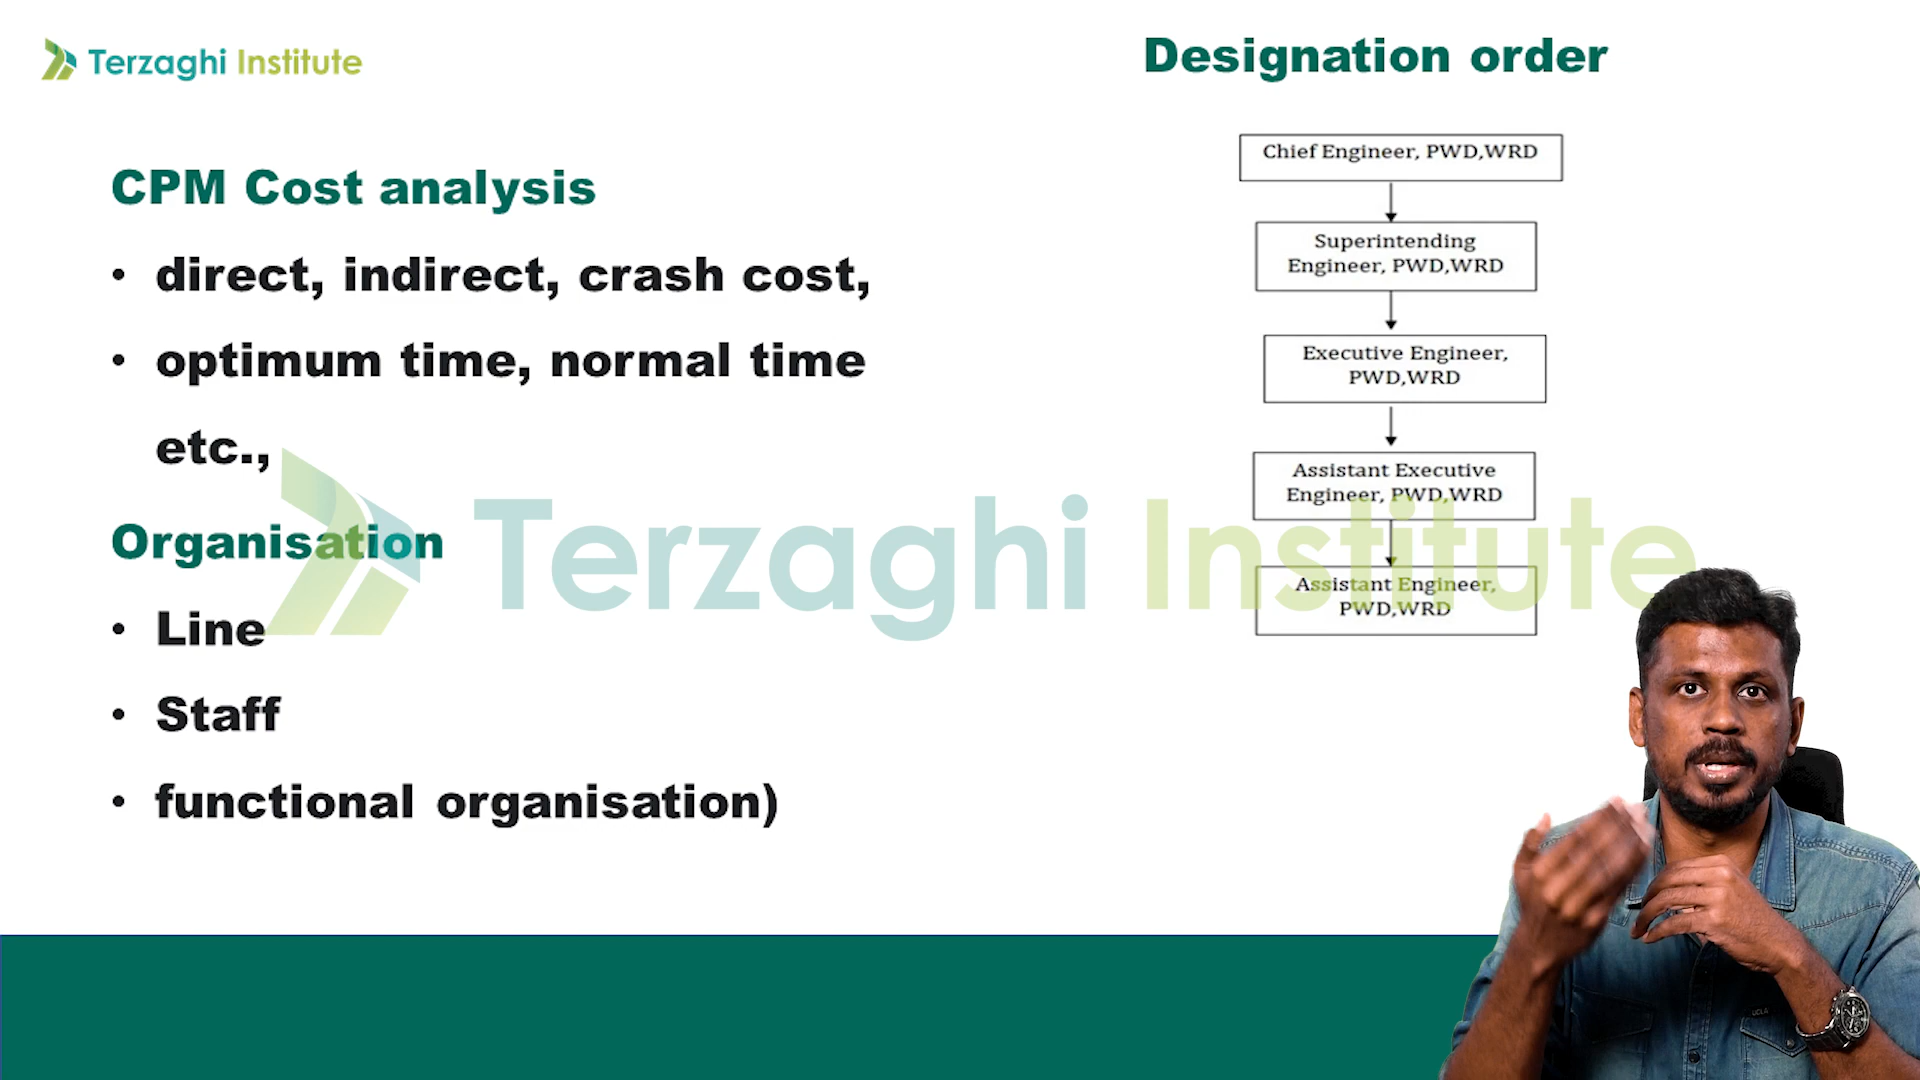 Terzaghi Institute
Designation order
CPM Cost analysis
• direct, indirect, crash cost,
• optimum time, normal time
etc.,
Organisation
• Line
• Staff
• functional organisation)
Chief Engineer, PWD,WRD
Superintending
Engineer, PWD,WRD
Executive Engineer,
PWD,WRD
Assistant Executive
Engineer, PWD,WRD
Assistant Engineer,
PWD,WRD
Terzaghi Institute